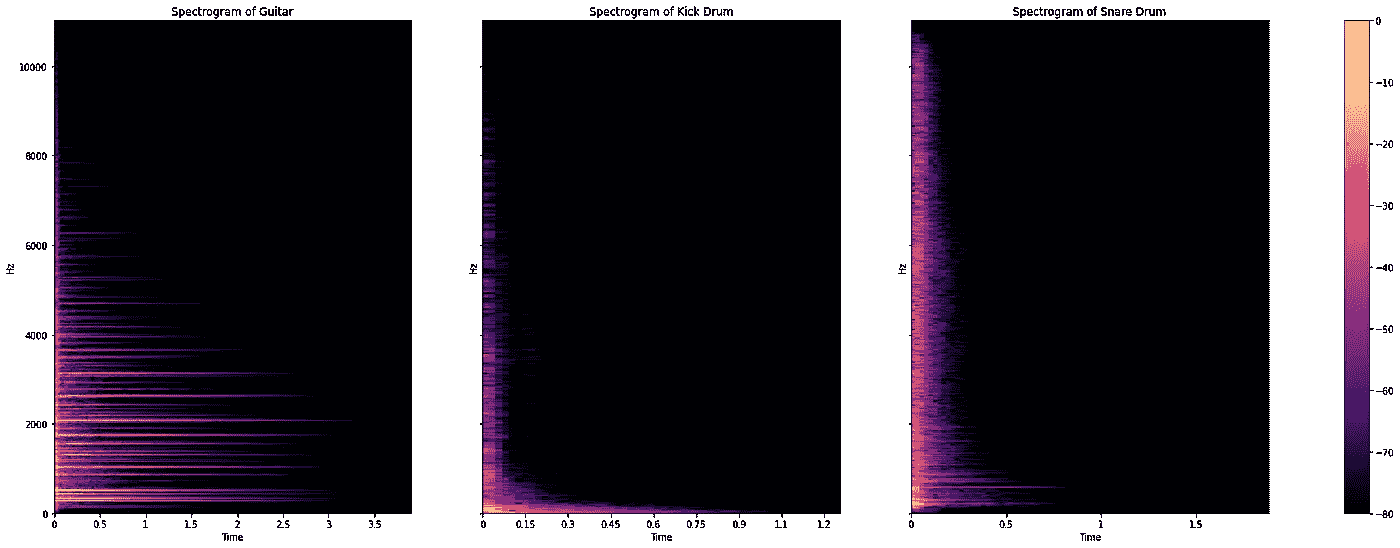 Spectrogram of Guitar
Spectrogram of Kick Drum
Spectrogram of Snare Drum
10000
8000
6000
4000
2000
0
Hz
Hz
Hz
0 0.5 1 1.5 2 2.5 3 3.5
Time
0 0.15 0.3 0.45 0.6 0.75 0.9 1.1 1.2
Time
0 0.5 1 1.5
Time
0
−10
−20
−30
−40
−50
−60
−70
−80